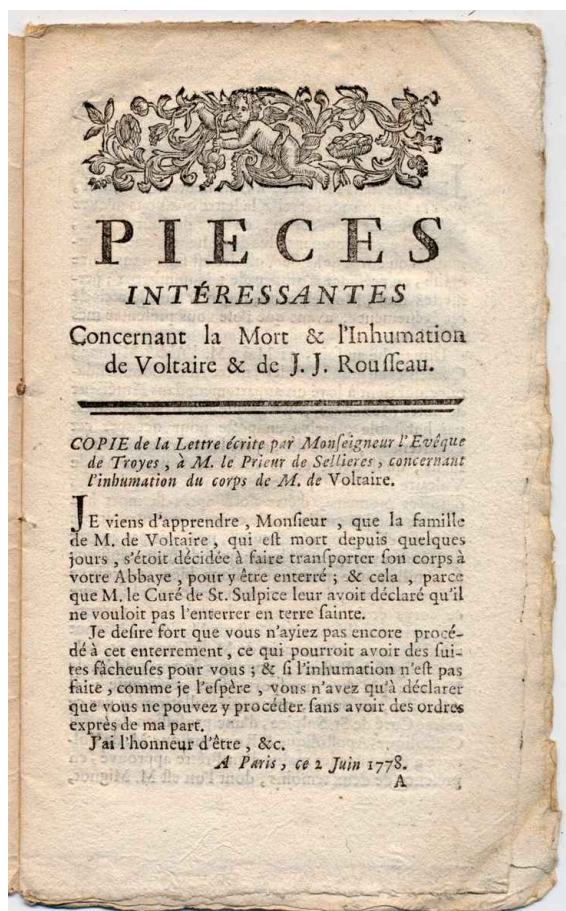 PIECES
INTÉRESSANTES
Concernant la Mort & l'Inhumation
de Voltaire & de J. J. Rouſſeau.
COPIE de la Lettre écrite par Monſeigneur l'Evêque
de Troyes, à M. le Prieur de Sellieres, concernant
l'inhumation du corps de M. de Voltaire.
JE viens d'apprendre, Monſieur, que la famille
de M. de Voltaire, qui eſt mort depuis quelques
jours, s'étoit décidée à faire tranſporter ſon corps à
votre Abbaye, pour y être enterré; & cela, parce
que M. le Curé de St. Sulpice leur avoit déclaré qu'il
ne vouloit pas l'enterrer en terre ſainte.
Je deſire fort que vous n'ayiez pas encore procé-
dé à cet enterrement, ce qui pourroit avoir des ſui-
tes fâcheuſes pour vous; & ſi l'inhumation n'eſt pas
faite, comme je l'eſpère, vous n'avez qu'à déclarer
que vous ne pouvez y procéder ſans avoir des ordres
exprès de ma part.
J'ai l'honneur d'être, &c.
A Paris, ce 2 Juin 1778.
A